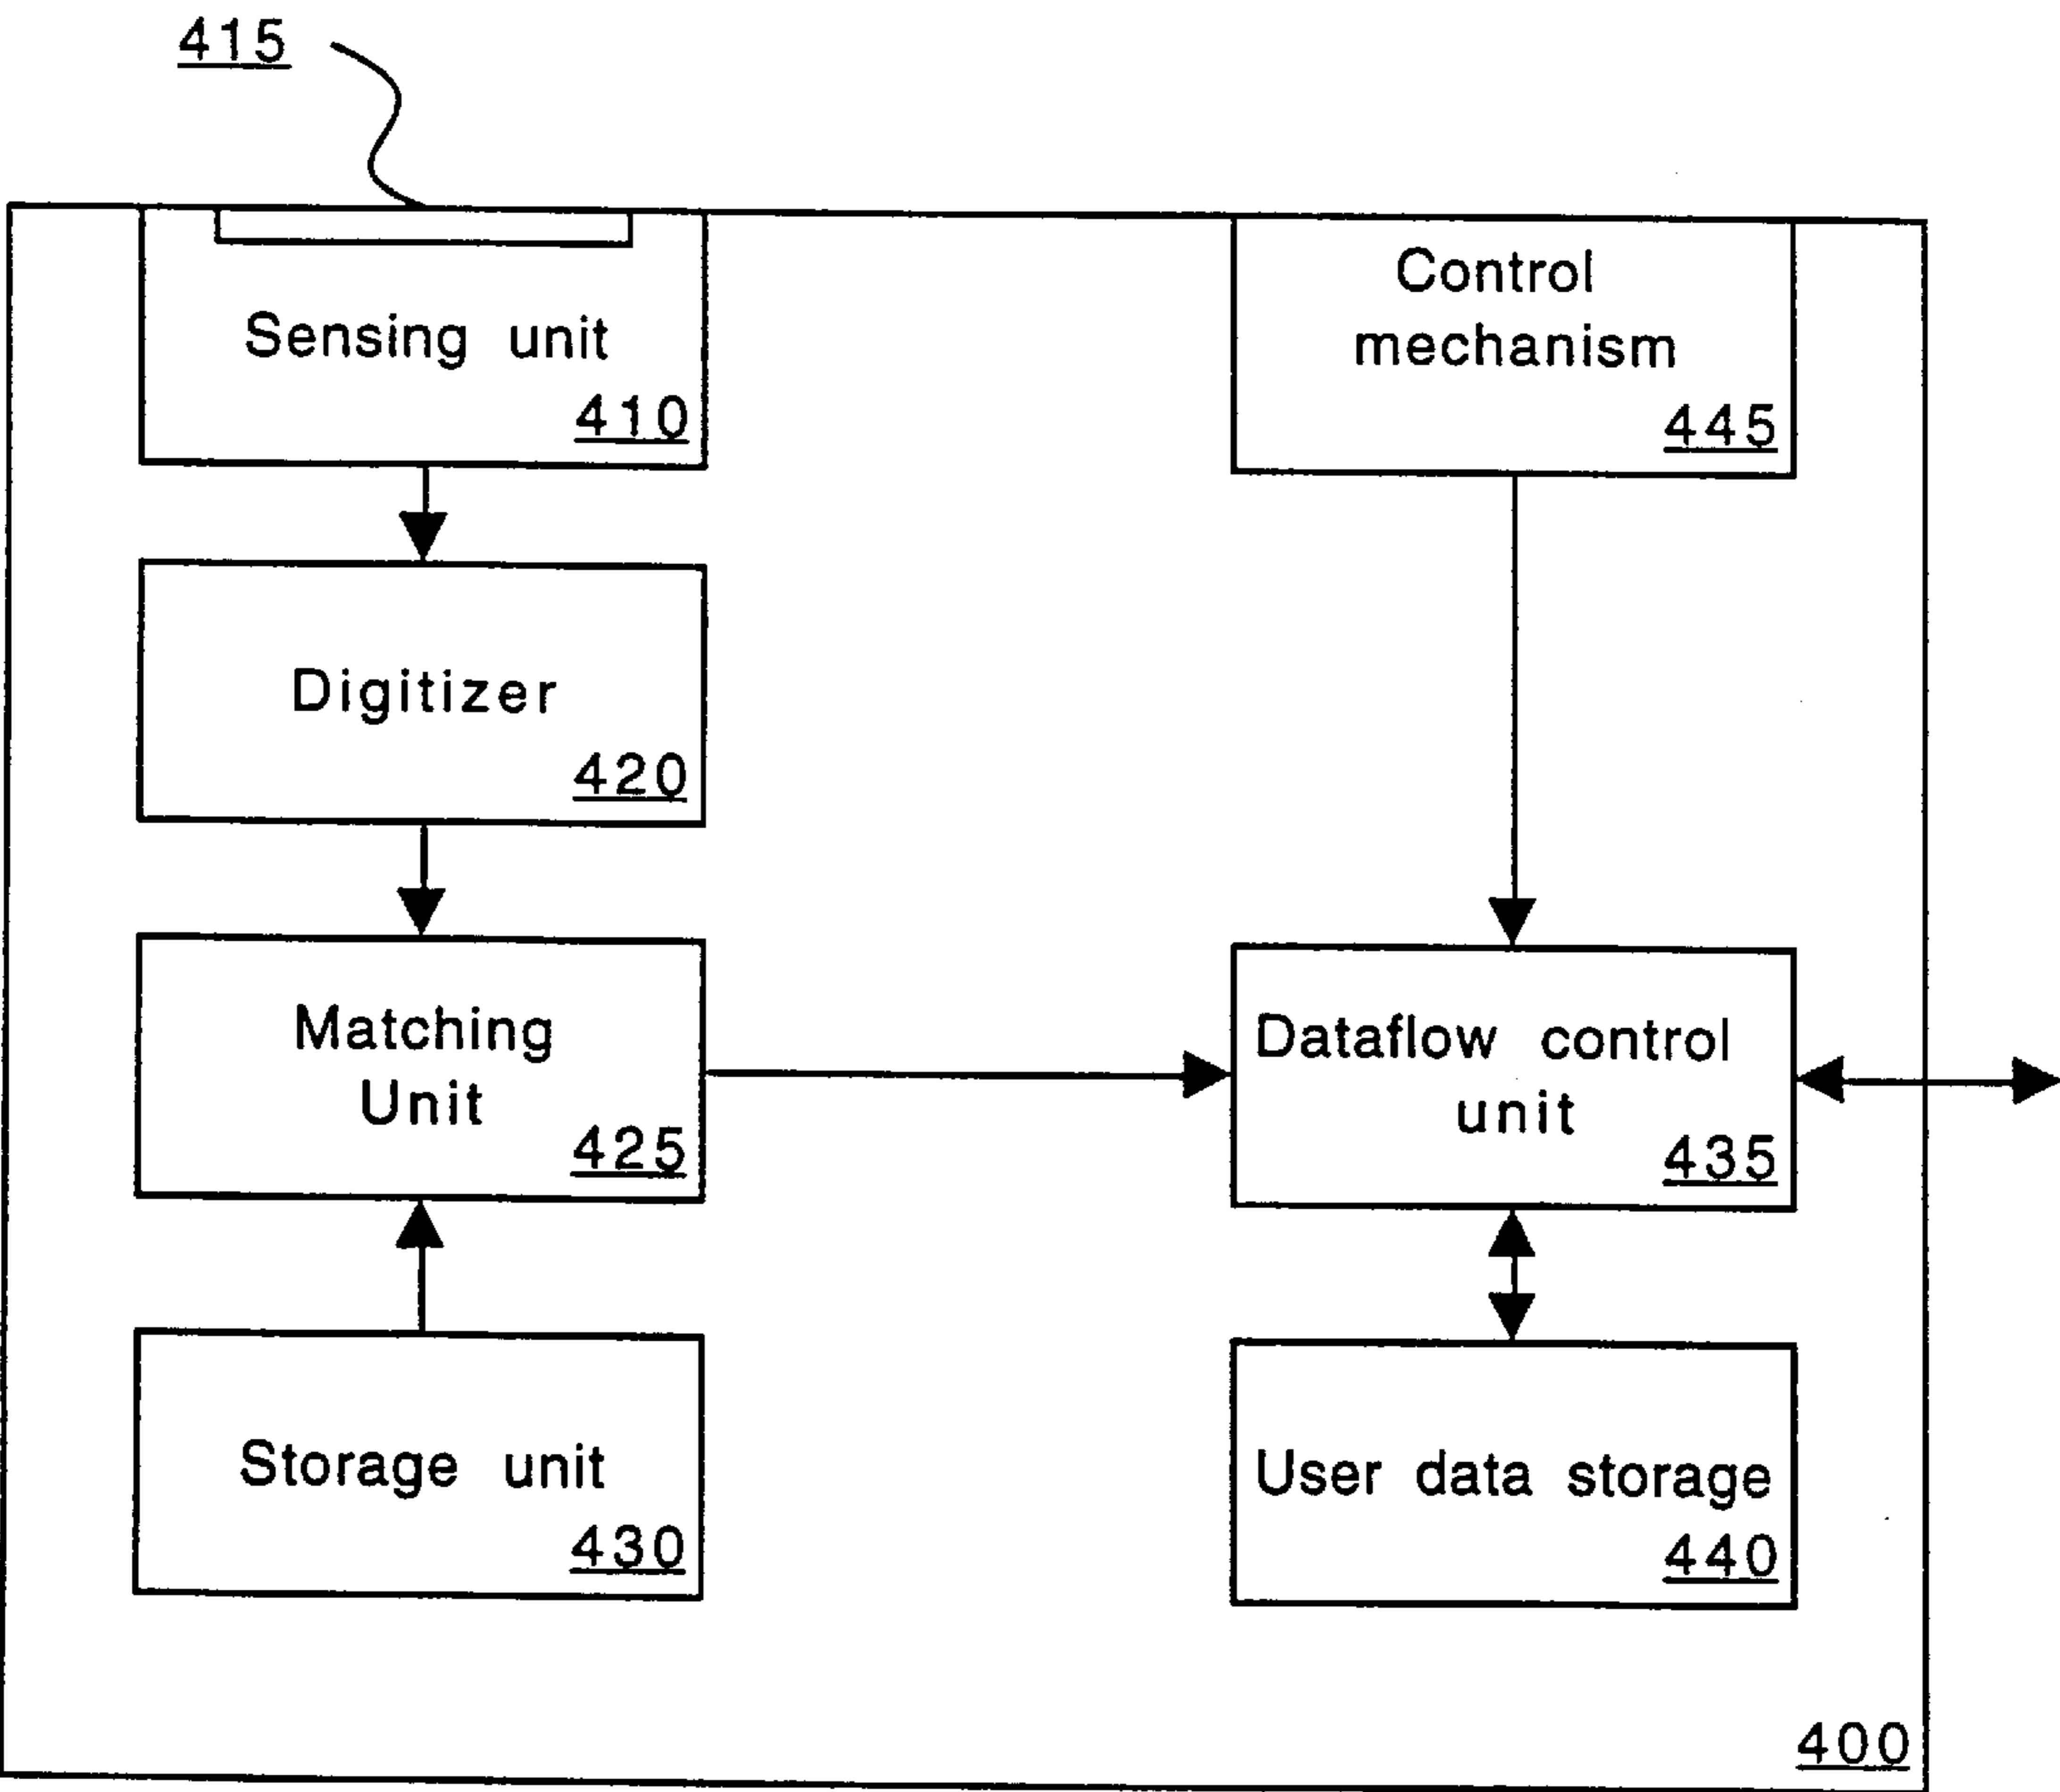 415
Sensing unit
410
Control
mechanism
445
Digitizer
420
Matching
Unit
425
Dataflow control
unit
435
Storage unit
430
User data storage
440
400